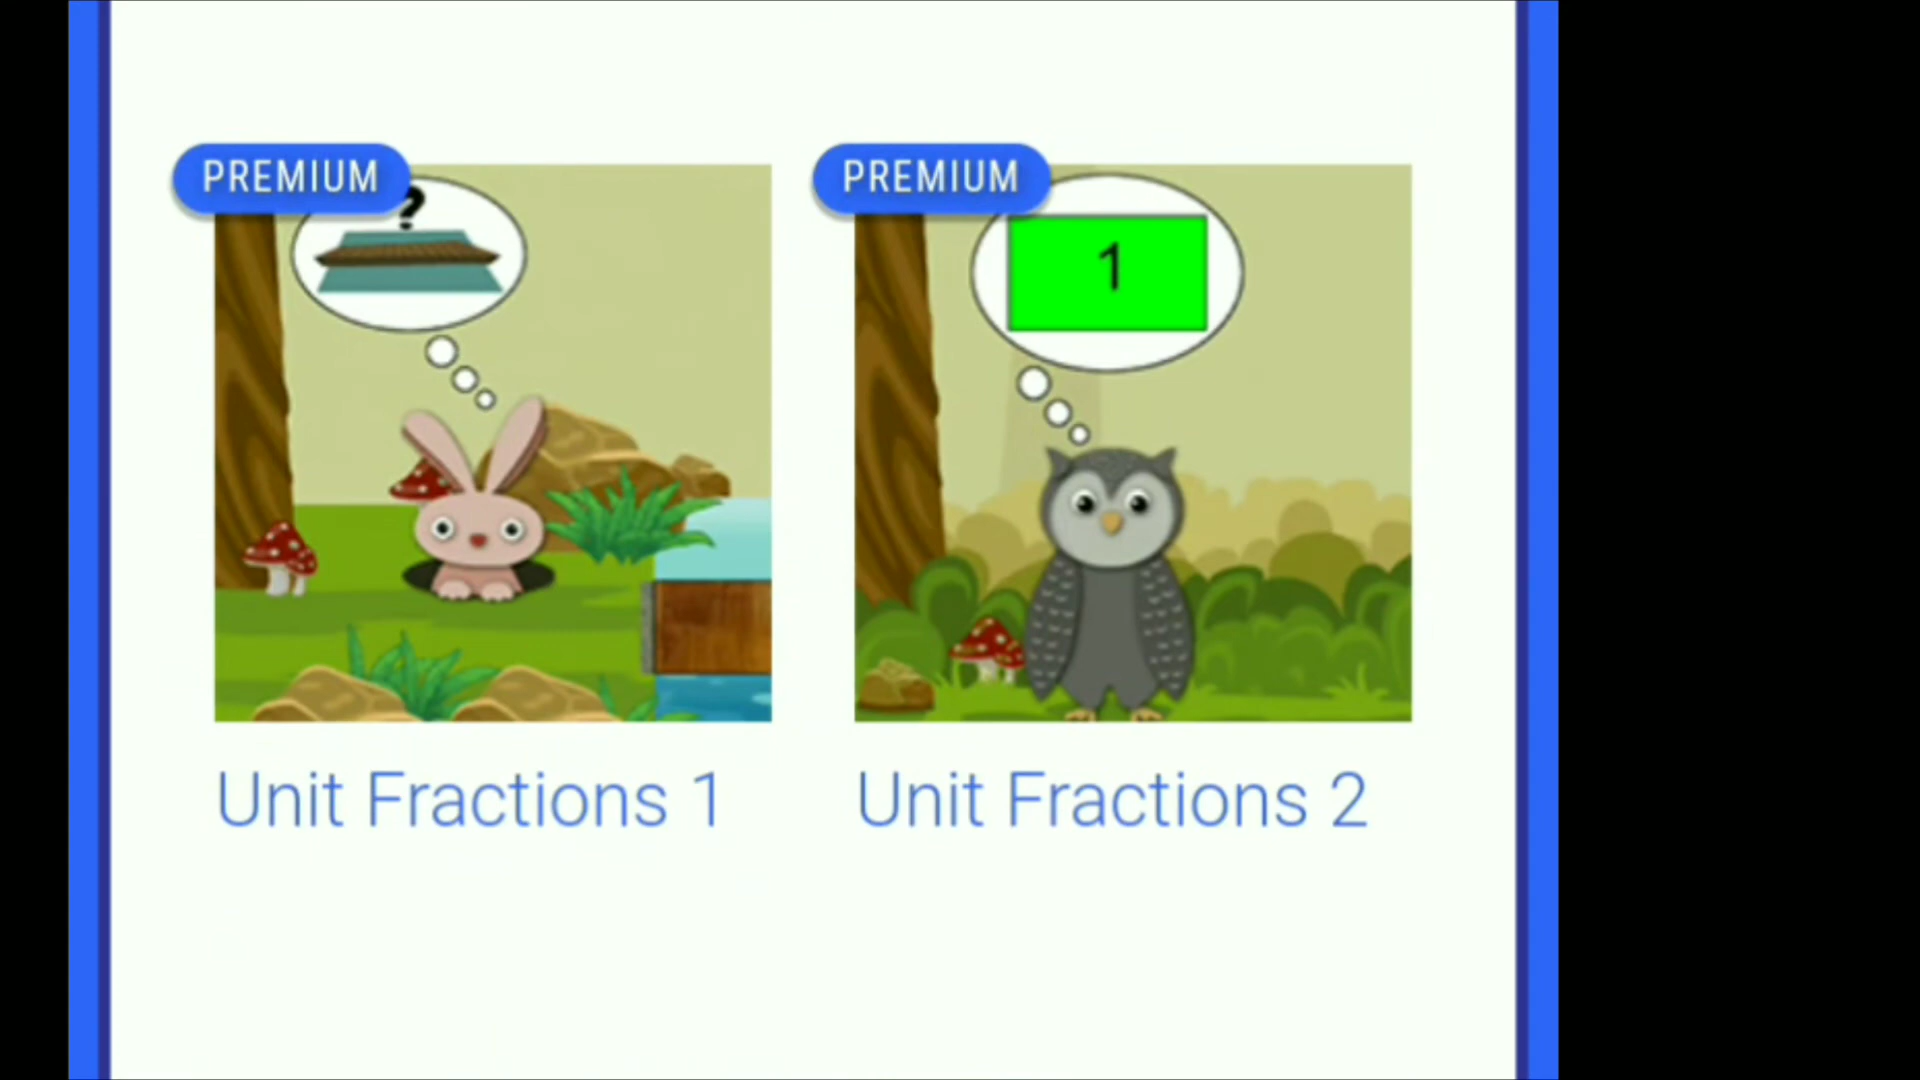 PREMIUM
PREMIUM
?
1
Unit Fractions 1
Unit Fractions 2